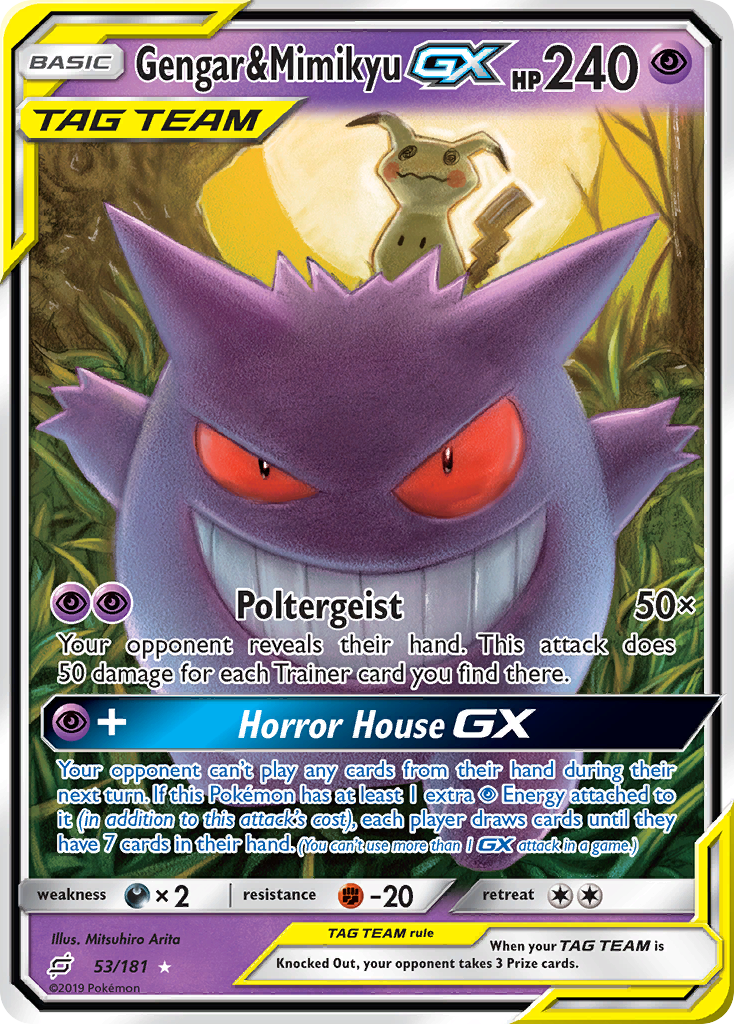 BASIC Gengar&Mimikyu GX HP 240
TAG TEAM
Poltergeist 50×
Your opponent reveals their hand. This attack does
50 damage for each Trainer card you find there.
+ Horror House GX
Your opponent can't play any cards from their hand during their
next turn. If this Pokémon has at least 1 extra Energy attached to
it (in addition to this attack's cost), each player draws cards until they
have 7 cards in their hand. (You can't use more than 1 GX attack in a game.)
weakness ×2 resistance -20 retreat
Illus. Mitsuhiro Arita
53/181
©2019 Pokémon
TAG TEAM rule
When your TAG TEAM is
Knocked Out, your opponent takes 3 Prize cards.